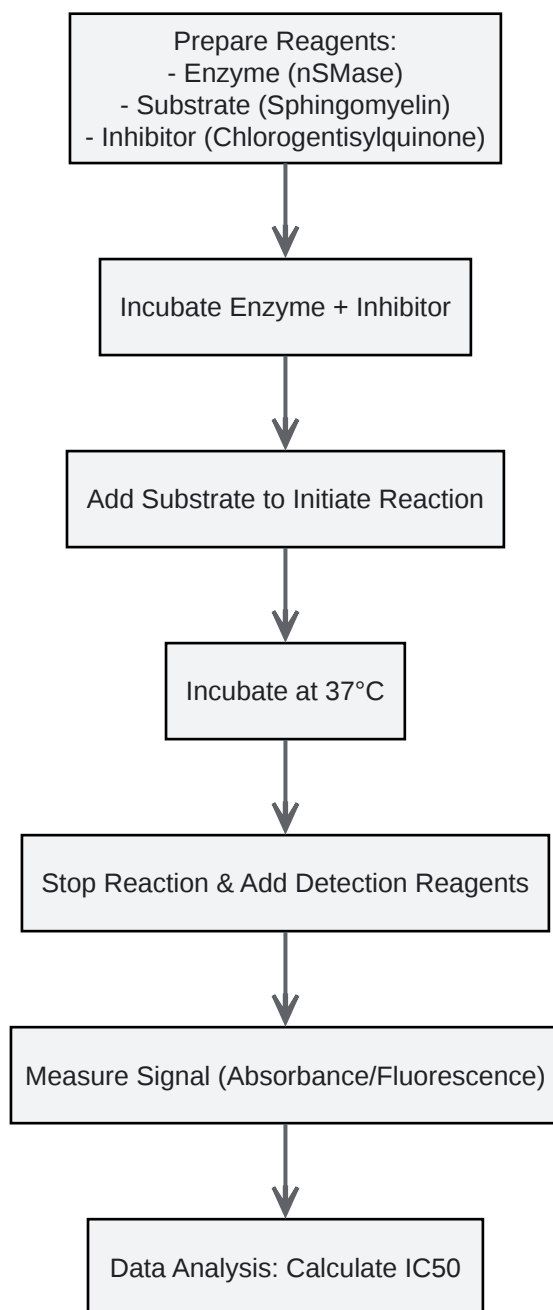 Prepare Reagents:
- Enzyme (nSMase)
- Substrate (Sphingomyelin)
- Inhibitor (Chlorogentisylquinone)
Incubate Enzyme + Inhibitor
Add Substrate to Initiate Reaction
Incubate at 37°C
Stop Reaction & Add Detection Reagents
Measure Signal (Absorbance/Fluorescence)
Data Analysis: Calculate IC50